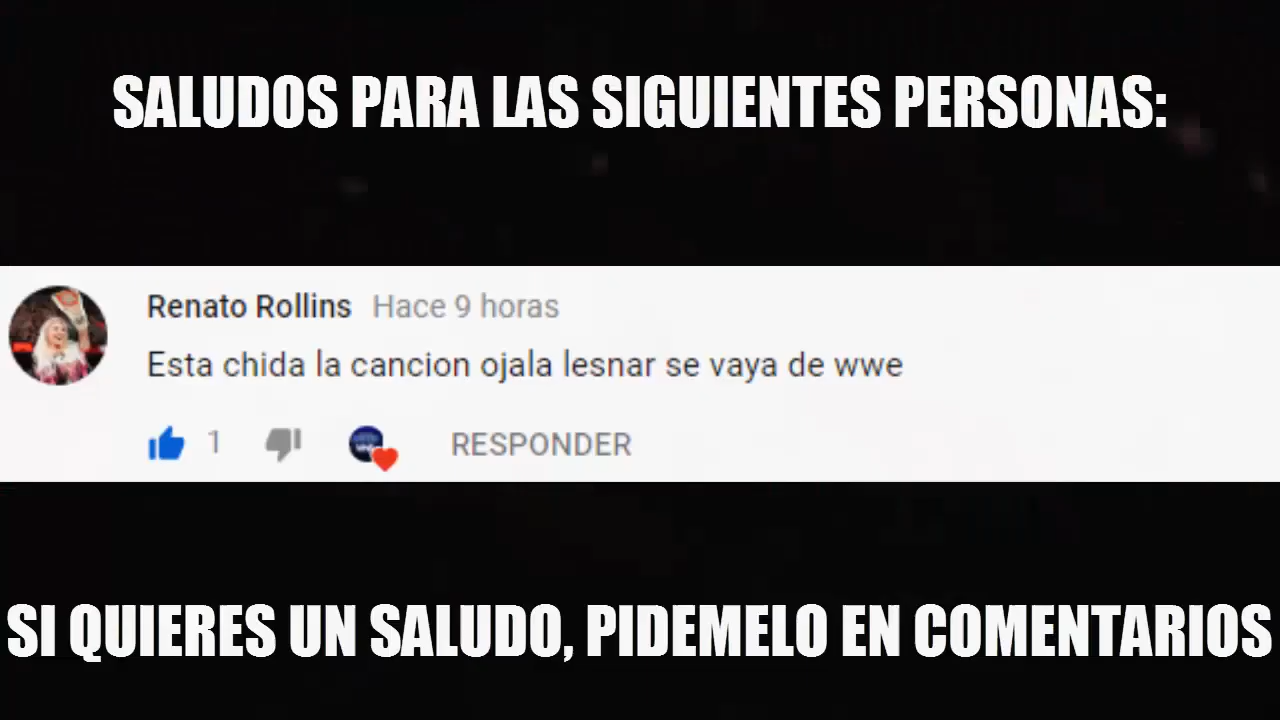 SALUDOS PARA LAS SIGUIENTES PERSONAS:
Renato Rollins Hace 9 horas
Esta chida la cancion ojala lesnar se vaya de wwe
1 RESPONDER
SI QUIERES UN SALUDO, PIDEMELO EN COMENTARIOS